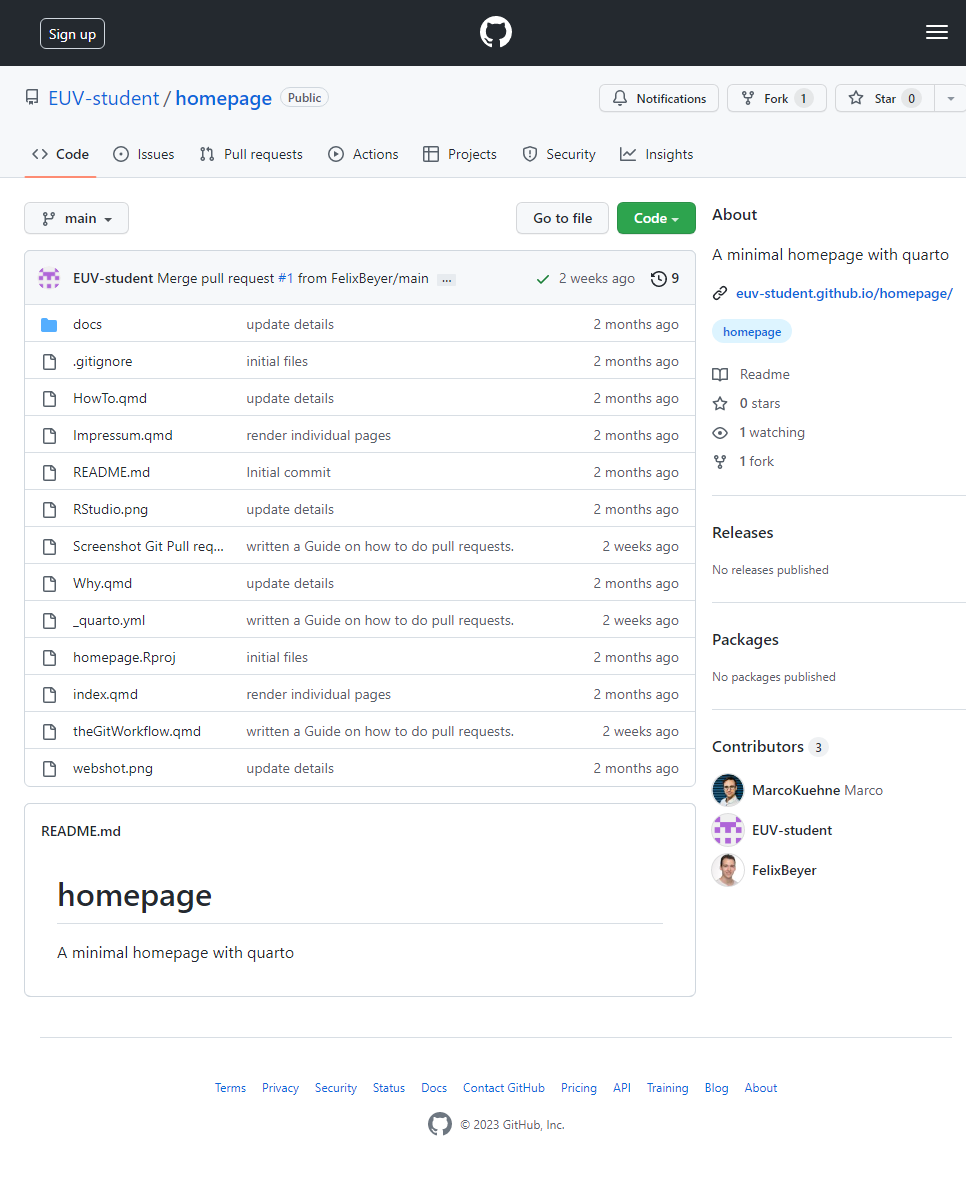 Sign up
EUV-student / homepage Public
Notifications Fork 1 Star 0
Code Issues Pull requests Actions Projects Security Insights
main Go to file Code
EUV-student Merge pull request #1 from FelixBeyer/main ... 2 weeks ago 9
docs update details 2 months ago
.gitignore initial files 2 months ago
HowTo.qmd update details 2 months ago
Impressum.qmd render individual pages 2 months ago
README.md Initial commit 2 months ago
RStudio.png update details 2 months ago
Screenshot Git Pull req... written a Guide on how to do pull requests. 2 weeks ago
Why.qmd update details 2 months ago
_quarto.yml written a Guide on how to do pull requests. 2 weeks ago
homepage.Rproj initial files 2 months ago
index.qmd render individual pages 2 months ago
theGitWorkflow.qmd written a Guide on how to do pull requests. 2 weeks ago
webshot.png update details 2 months ago
README.md
homepage
A minimal homepage with quarto
About
A minimal homepage with quarto
euv-student.github.io/homepage/
homepage
Readme
0 stars
1 watching
1 fork
Releases
No releases published
Packages
No packages published
Contributors 3
MarcoKuehne Marco
EUV-student
FelixBeyer
Terms Privacy Security Status Docs Contact GitHub Pricing API Training Blog About
© 2023 GitHub, Inc.